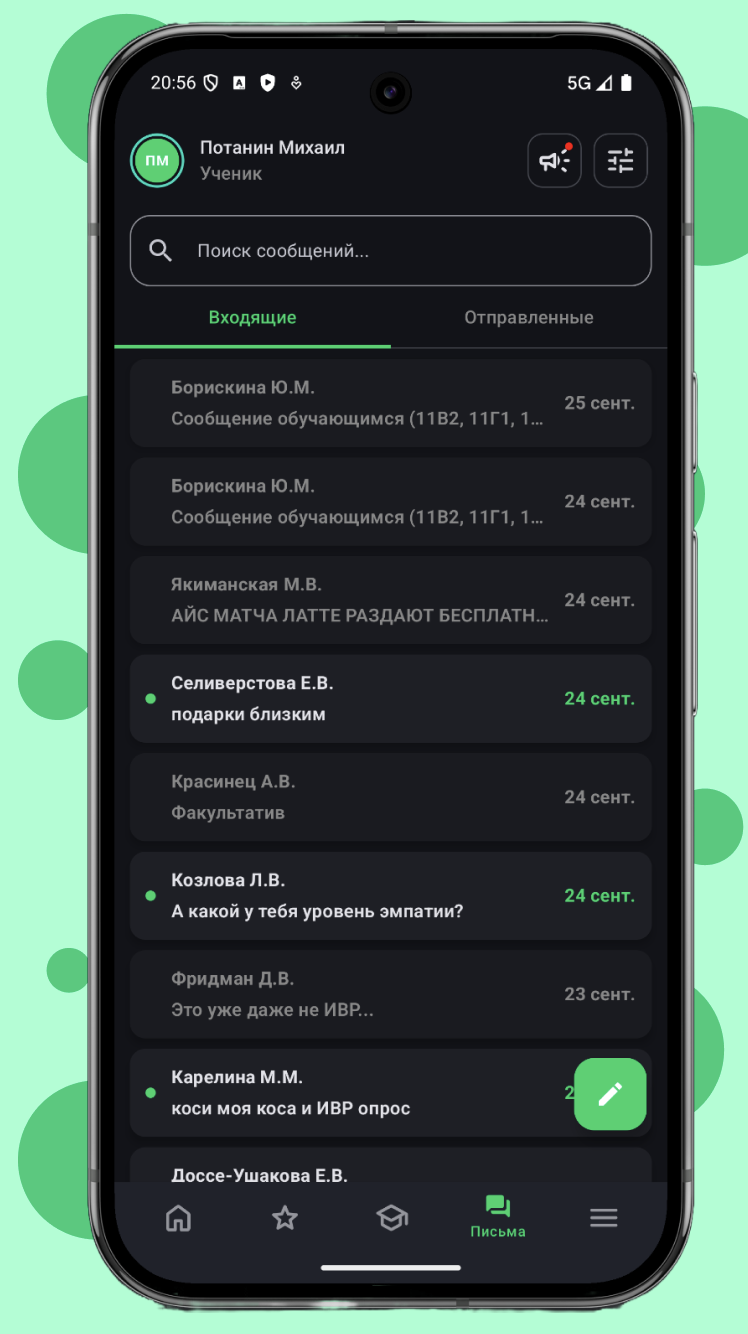 20:56
5G
ПМ
Потанин Михаил
Ученик
Поиск сообщений...
Входящие
Отправленные
Борискина Ю.М.
Сообщение обучающимся (11В2, 11Г1, 1...
25 сент.
Борискина Ю.М.
Сообщение обучающимся (11В2, 11Г1, 1...
24 сент.
Якиманская М.В.
АЙС МАТЧА ЛАТТЕ РАЗДАЮТ БЕСПЛАТН...
24 сент.
Селиверстова Е.В.
подарки близким
24 сент.
Красинец А.В.
Факультатив
24 сент.
Козлова Л.В.
А какой у тебя уровень эмпатии?
24 сент.
Фридман Д.В.
Это уже даже не ИВР...
23 сент.
Карелина М.М.
коси моя коса и ИВР опрос
Доссе-Ушакова Е.В.
Письма